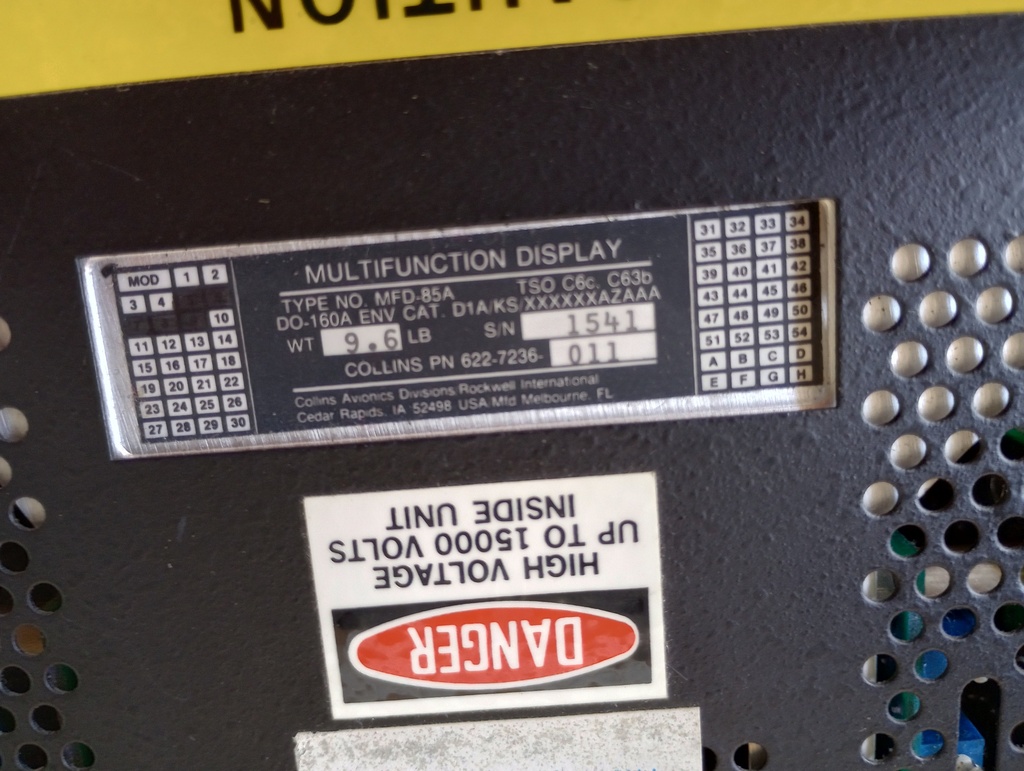 MULTIFUNCTION DISPLAY
TYPE NO. MFD-85A TSO C6c, C63b
DO-160A ENV CAT. D1A/KS/XXXXXXAZAAA
WT 9.6 LB S/N 1541
COLLINS PN 622-7236- 011
Collins Avionics Divisions/Rockwell International
Cedar Rapids, IA 52498 USA Mfd Melbourne, FL
MOD 1 2
3 4
10
11 12 13 14
15 16 17 18
19 20 21 22
23 24 25 26
27 28 29 30
31 32 33 34
35 36 37 38
39 40 41 42
43 44 45 46
47 48 49 50
51 52 53 54
A B C D
E F G H
DANGER
HIGH VOLTAGE
UP TO 15000 VOLTS
INSIDE UNIT